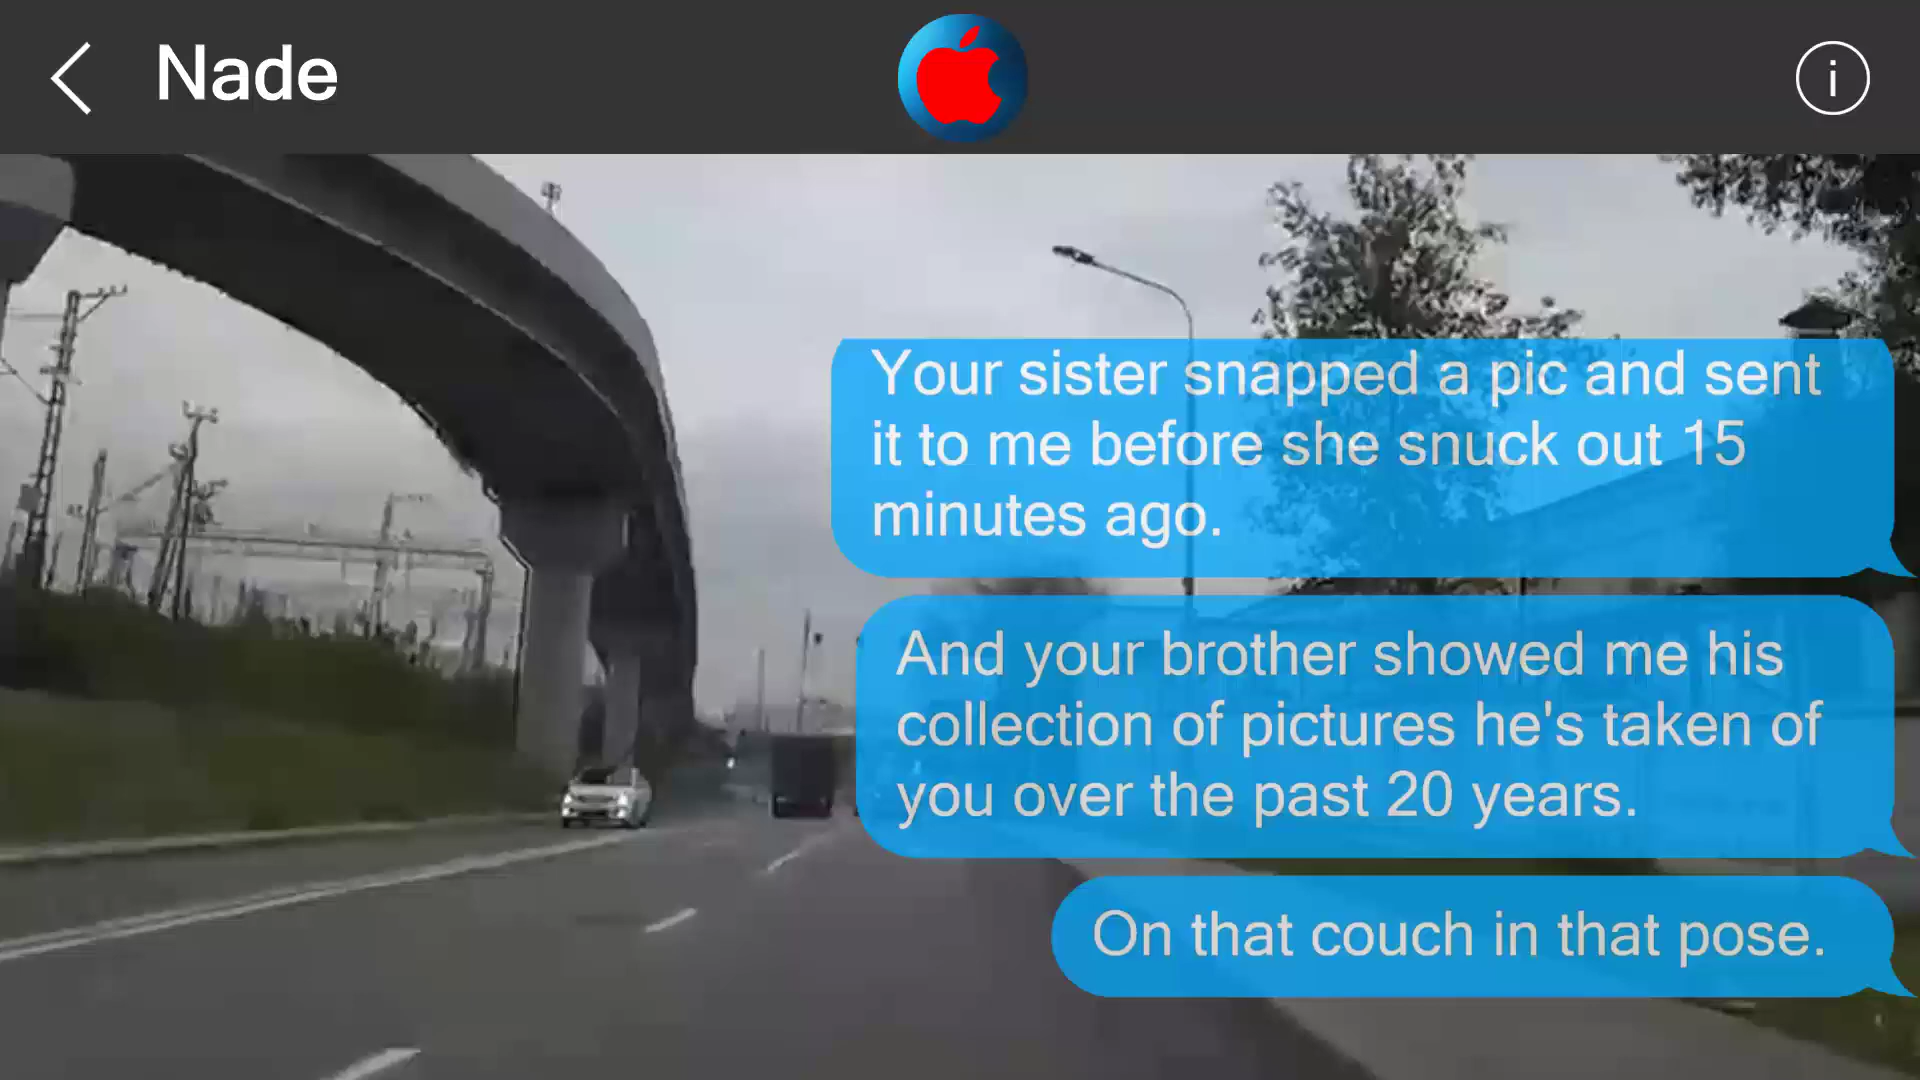 Nade
Your sister snapped a pic and sent
it to me before she snuck out 15
minutes ago.
And your brother showed me his
collection of pictures he's taken of
you over the past 20 years.
On that couch in that pose.